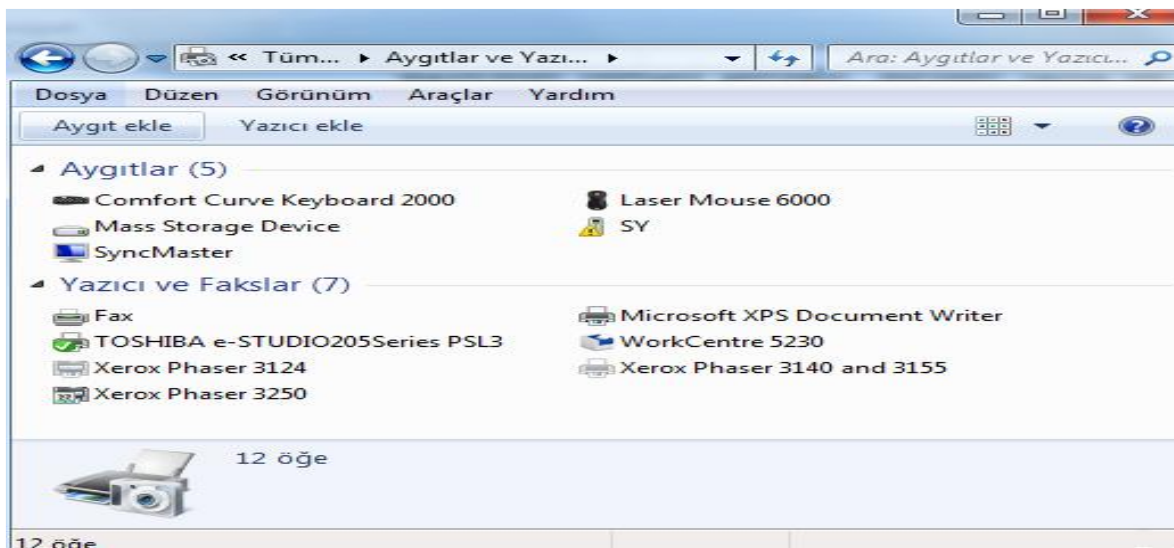 « Tüm... ▸ Aygıtlar ve Yazı... ▸ Ara: Aygıtlar ve Yazıcı...
Dosya Düzen Görünüm Araçlar Yardım
Aygıt ekle Yazıcı ekle
Aygıtlar (5)
Comfort Curve Keyboard 2000 Laser Mouse 6000
Mass Storage Device SY
SyncMaster
Yazıcı ve Fakslar (7)
Fax Microsoft XPS Document Writer
TOSHIBA e-STUDIO205Series PSL3 WorkCentre 5230
Xerox Phaser 3124 Xerox Phaser 3140 and 3155
Xerox Phaser 3250
12 öğe
12 öğe